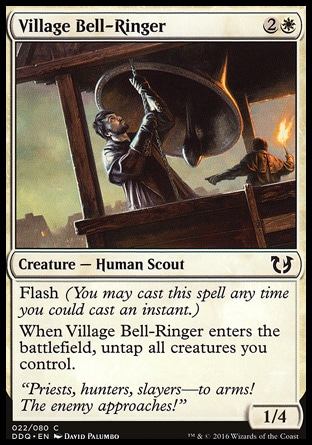 Village Bell-Ringer 2
Creature — Human Scout
Flash (You may cast this spell any time
you could cast an instant.)
When Village Bell-Ringer enters the
battlefield, untap all creatures you
control.
“Priests, hunters, slayers—to arms!
The enemy approaches!”
1/4
022/080 C
DDQ • EN DAVID PALUMBO
™ & © 2016 Wizards of the Coast